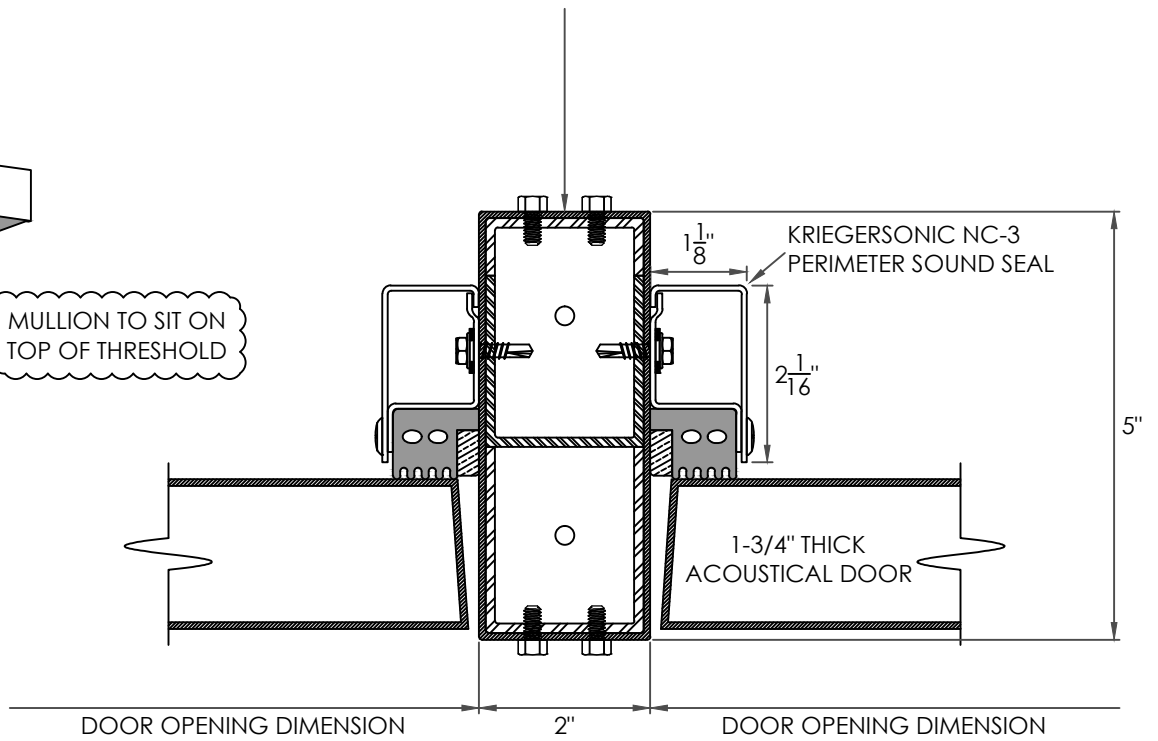 1 1/8"
KRIEGERSONIC NC-3
PERIMETER SOUND SEAL
MULLION TO SIT ON
TOP OF THRESHOLD
2 1/16"
5"
1-3/4" THICK
ACOUSTICAL DOOR
DOOR OPENING DIMENSION
2"
DOOR OPENING DIMENSION